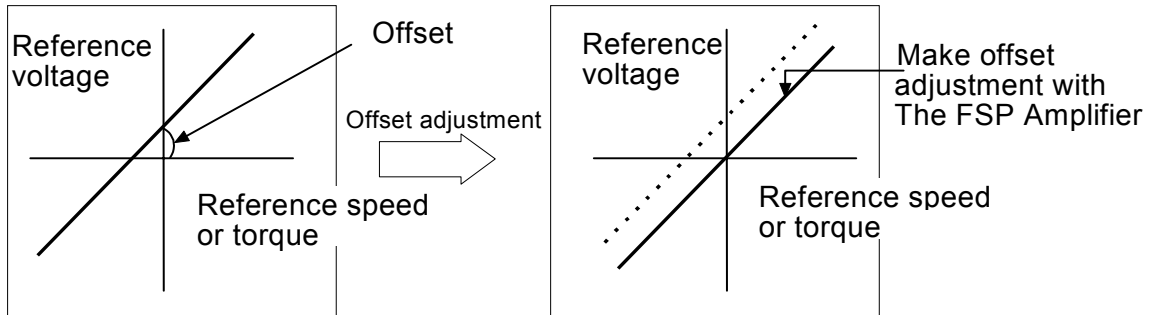 Reference
voltage
Offset
Reference speed
or torque
Offset adjustment
Reference
voltage
Make offset
adjustment with
The FSP Amplifier
Reference speed
or torque